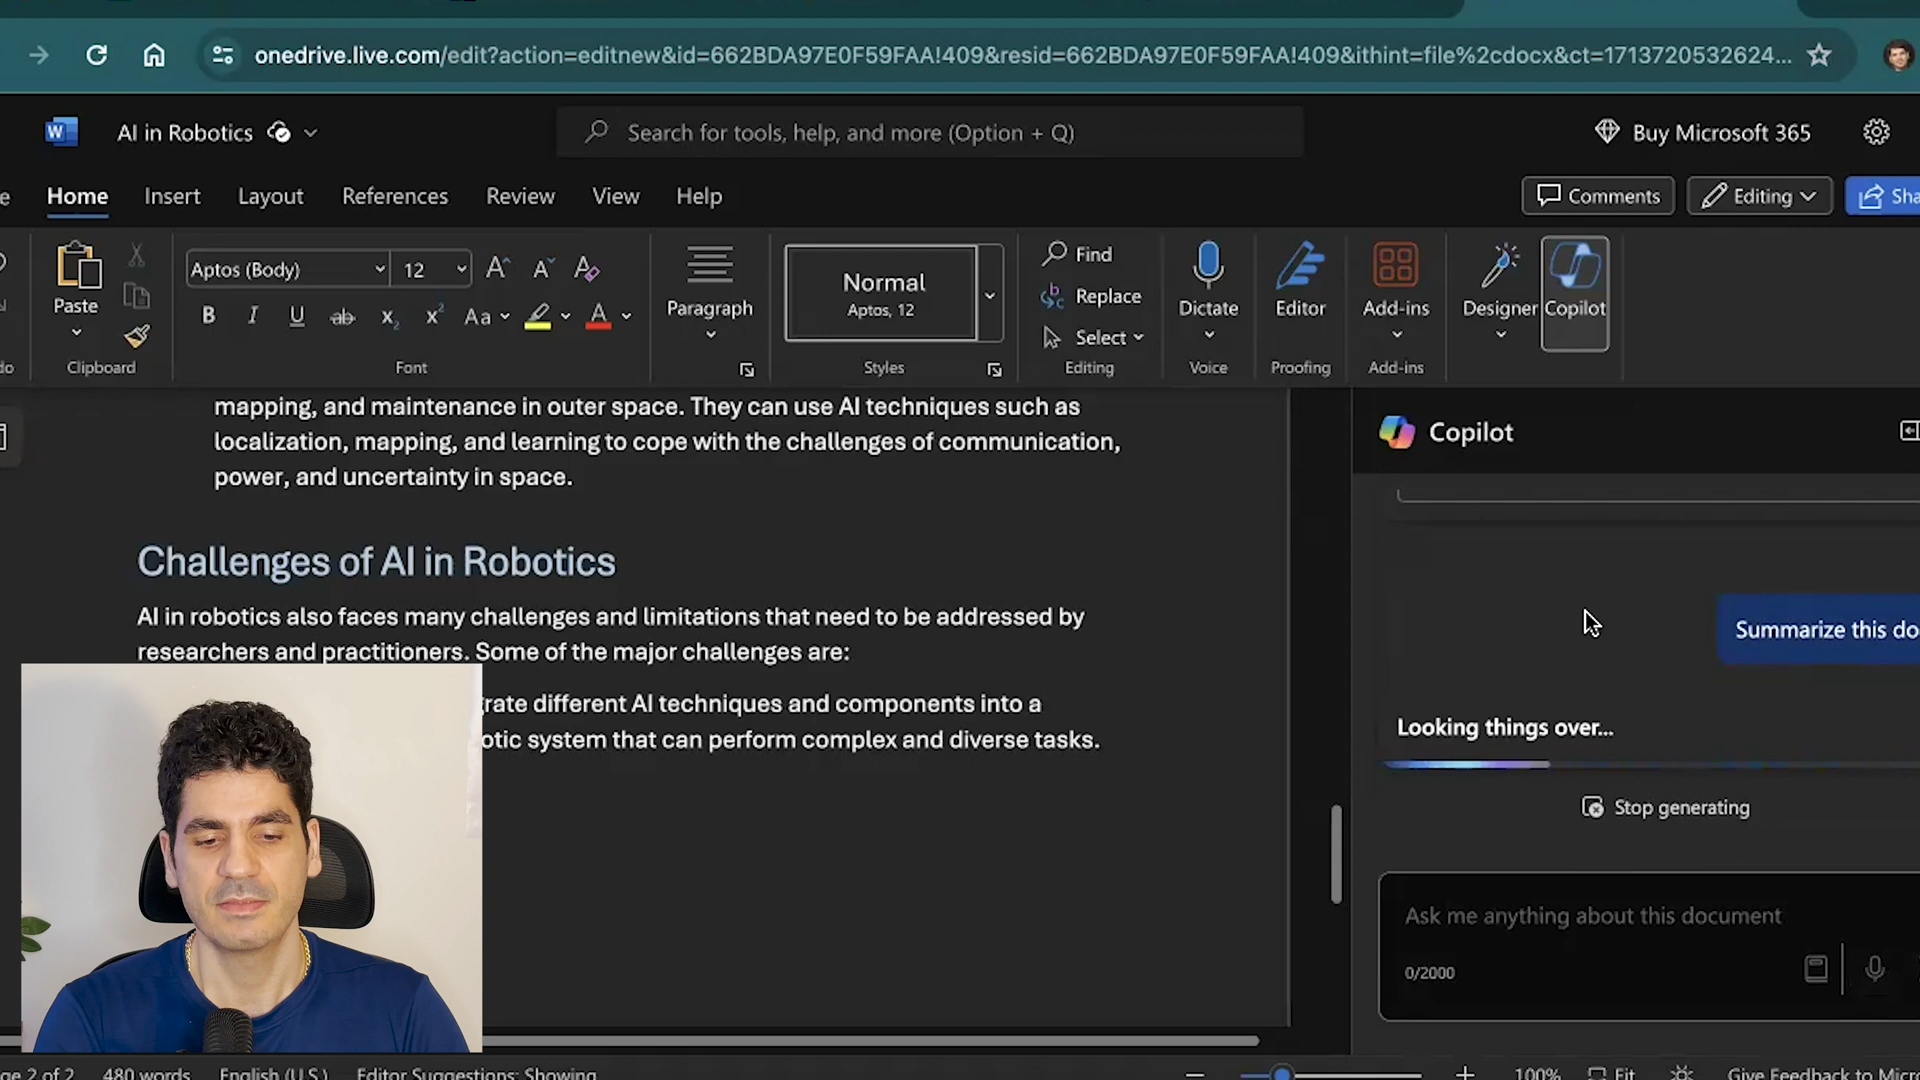 onedrive.live.com/edit?action=editnew&id=662BDA97E0F59FAA!409&resid=662BDA97E0F59FAA!409&ithint=file%2cdocx&ct=1713720532624...
W AI in Robotics
Search for tools, help, and more (Option + Q)
Buy Microsoft 365
Home Insert Layout References Review View Help
Comments Editing
Paste
Clipboard
Aptos (Body) 12
Font
Paragraph
Normal
Aptos, 12
Styles
Find
Replace
Select
Editing
Dictate
Voice
Editor
Proofing
Add-ins
Add-ins
Designer
Copilot
mapping, and maintenance in outer space. They can use AI techniques such as
localization, mapping, and learning to cope with the challenges of communication,
power, and uncertainty in space.
Challenges of AI in Robotics
AI in robotics also faces many challenges and limitations that need to be addressed by
researchers and practitioners. Some of the major challenges are:
different AI techniques and components into a
system that can perform complex and diverse tasks.
Copilot
Summarize this
Looking things over...
Stop generating
Ask me anything about this document
0/2000
2 of 2 480 words English (U.S.) Editor Suggestions: Showing
100% Fit Give Feedback to